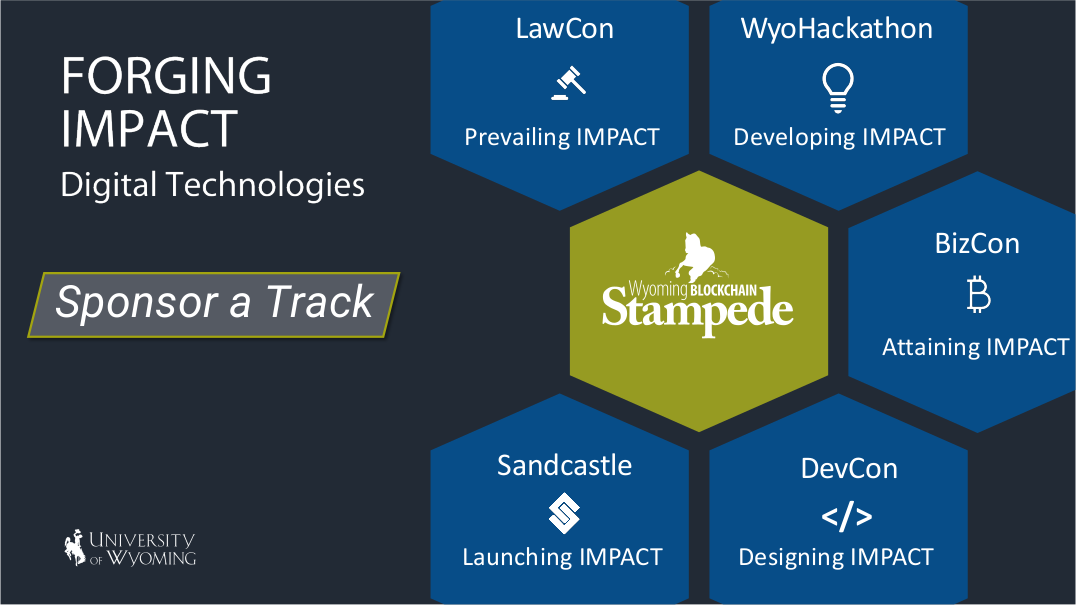 FORGING
IMPACT
Digital Technologies
Sponsor a Track
UNIVERSITY
OF WYOMING
LawCon
Prevailing IMPACT
WyoHackathon
Developing IMPACT
Wyoming BLOCKCHAIN
Stampede
BizCon
Attaining IMPACT
Sandcastle
Launching IMPACT
DevCon
</>
Designing IMPACT